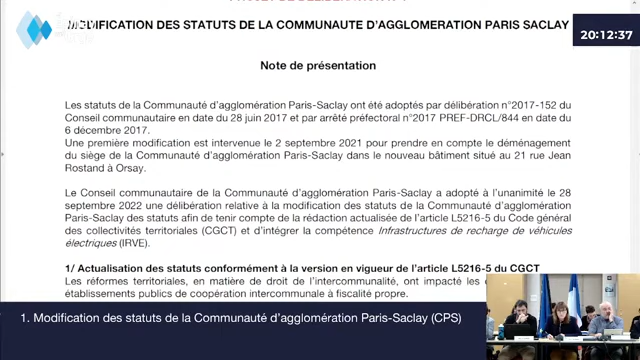 MODIFICATION DES STATUTS DE LA COMMUNAUTE D'AGGLOMERATION PARIS SACLAY
20:12:37
Note de présentation
Les statuts de la Communauté d'agglomération Paris-Saclay ont été adoptés par délibération n°2017-152 du
Conseil communautaire en date du 28 juin 2017 et par arrêté préfectoral n°2017 PREF-DRCL/844 en date du
6 décembre 2017.
Une première modification est intervenue le 2 septembre 2021 pour prendre en compte le déménagement
du siège de la Communauté d'agglomération Paris-Saclay dans le nouveau bâtiment situé au 21 rue Jean
Rostand à Orsay.
Le Conseil communautaire de la Communauté d'agglomération Paris-Saclay a adopté à l'unanimité le 28
septembre 2022 une délibération relative à la modification des statuts de la Communauté d'agglomération
Paris-Saclay des statuts afin de tenir compte de la rédaction actualisée de l'article L5216-5 du Code général
des collectivités territoriales (CGCT) et d'intégrer la compétence Infrastructures de recharge de véhicules
électriques (IRVE).
1/ Actualisation des statuts conformément à la version en vigueur de l'article L5216-5 du CGCT
Les réformes territoriales, en matière de droit de l'intercommunalité, ont impacté les
établissements publics de coopération intercommunale à fiscalité propre.
1. Modification des statuts de la Communauté d'agglomération Paris-Saclay (CPS)